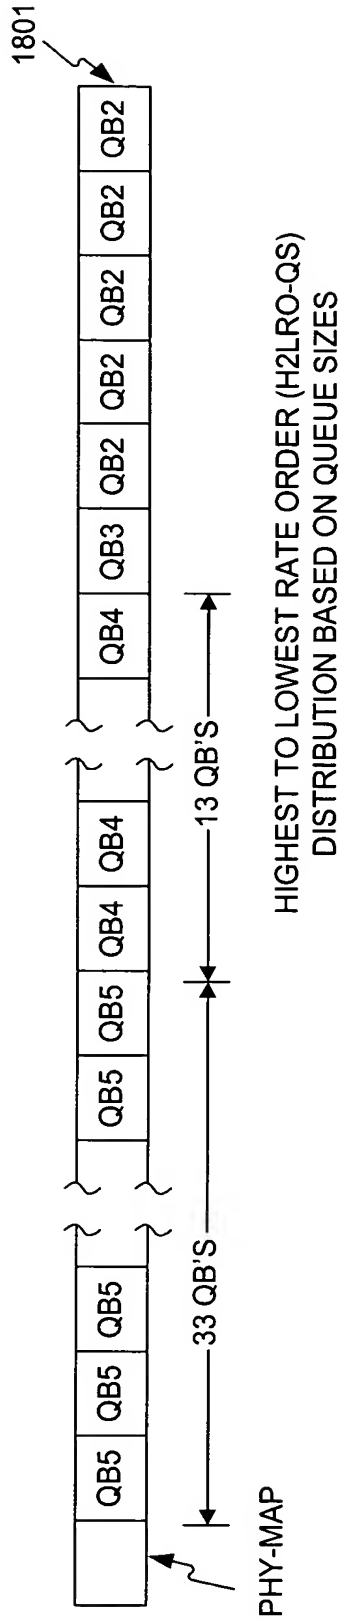 1801
QB5 QB5 QB5 QB5 QB5 QB4 QB4 QB4 QB3 QB2 QB2 QB2 QB2 QB2
33 QB'S 13 QB'S
PHY-MAP
HIGHEST TO LOWEST RATE ORDER (H2LRO-QS)
DISTRIBUTION BASED ON QUEUE SIZES